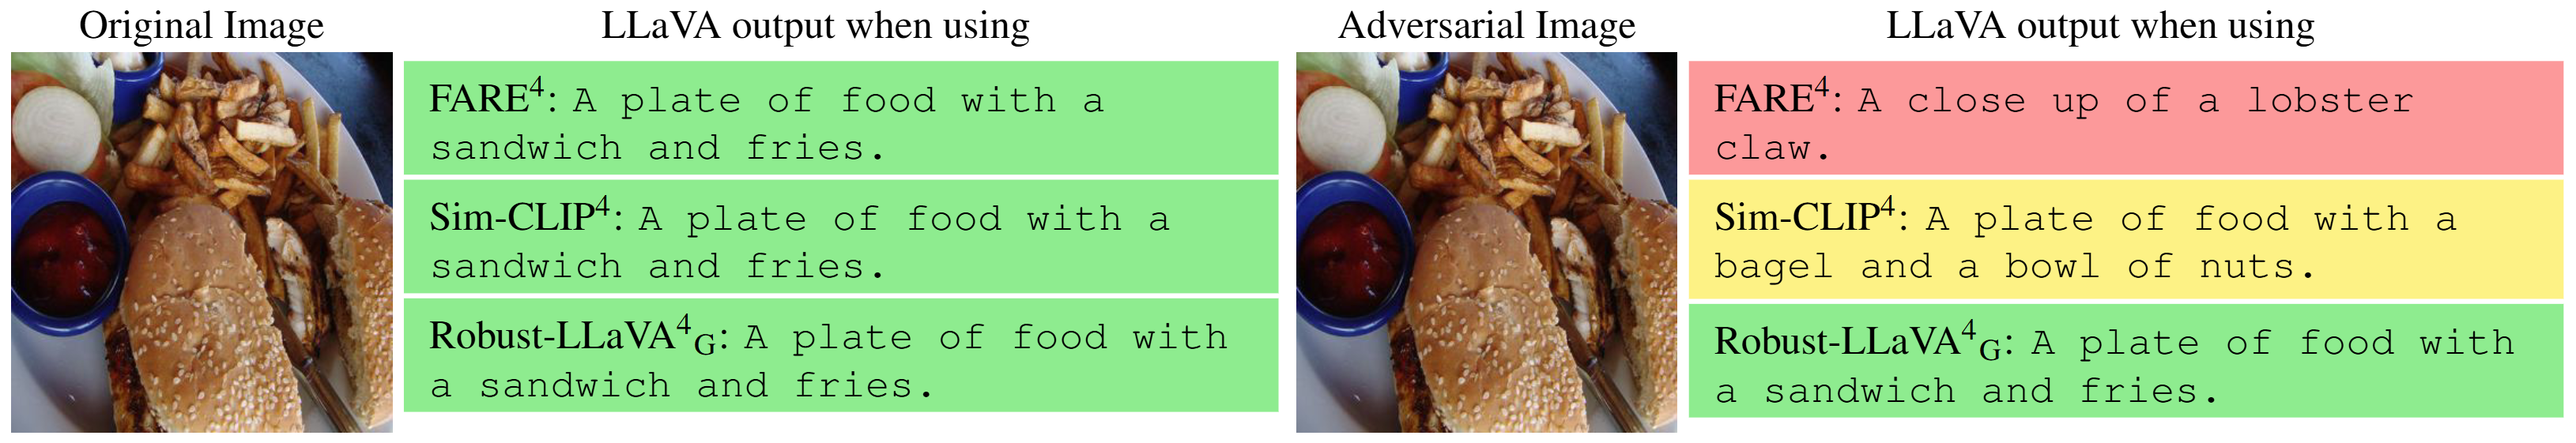 Original Image
LLaVA output when using
FARE⁴: A plate of food with a
sandwich and fries.
Sim-CLIP⁴: A plate of food with a
sandwich and fries.
Robust-LLaVA⁴G: A plate of food with
a sandwich and fries.
Adversarial Image
LLaVA output when using
FARE⁴: A close up of a lobster
claw.
Sim-CLIP⁴: A plate of food with a
bagel and a bowl of nuts.
Robust-LLaVA⁴G: A plate of food with
a sandwich and fries.